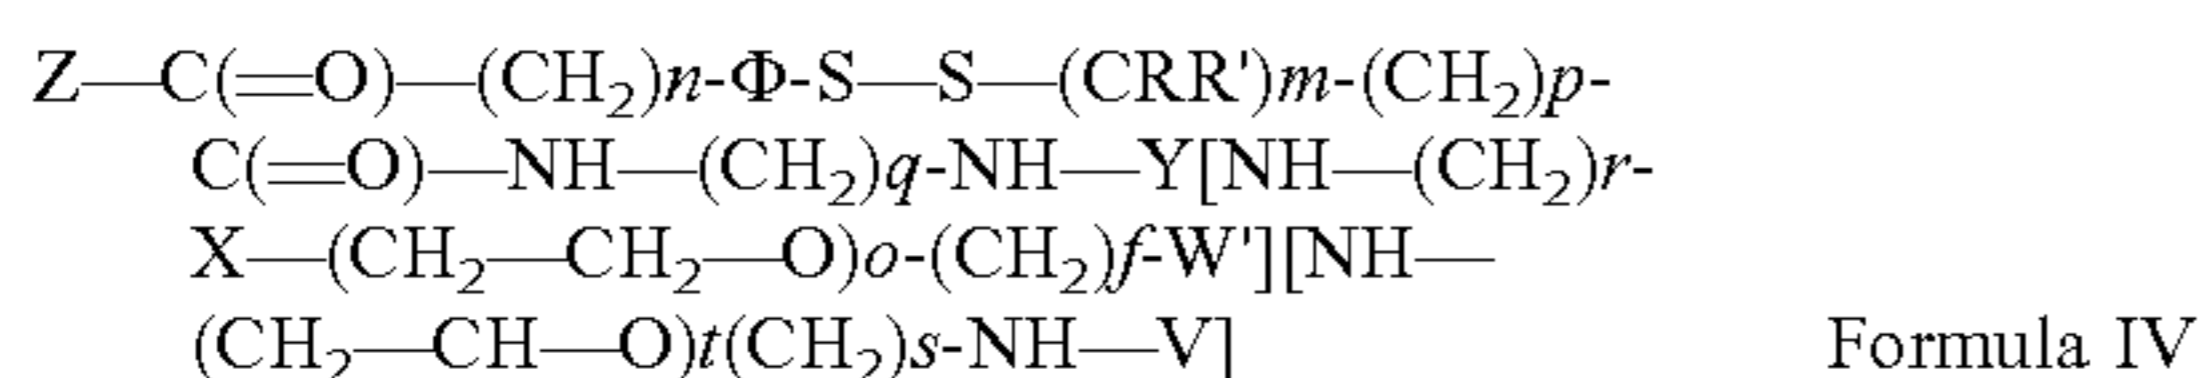 Z—C(═O)—(CH₂)n-Φ-S—S—(CRR')m-(CH₂)p-
C(═O)—NH—(CH₂)q-NH—Y[NH—(CH₂)r-
X—(CH₂—CH₂—O)o-(CH₂)f-W'][NH—
(CH₂—CH—O)t(CH₂)s-NH—V] Formula IV